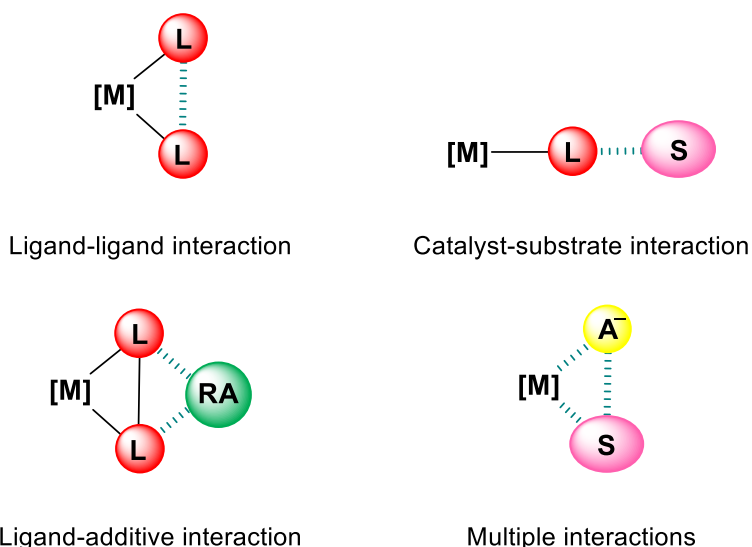 L
[M]
L
[M]
L
S
Ligand-ligand interaction
Catalyst-substrate interaction
L
[M]
RA
L
A–
[M]
S
Ligand-additive interaction
Multiple interactions